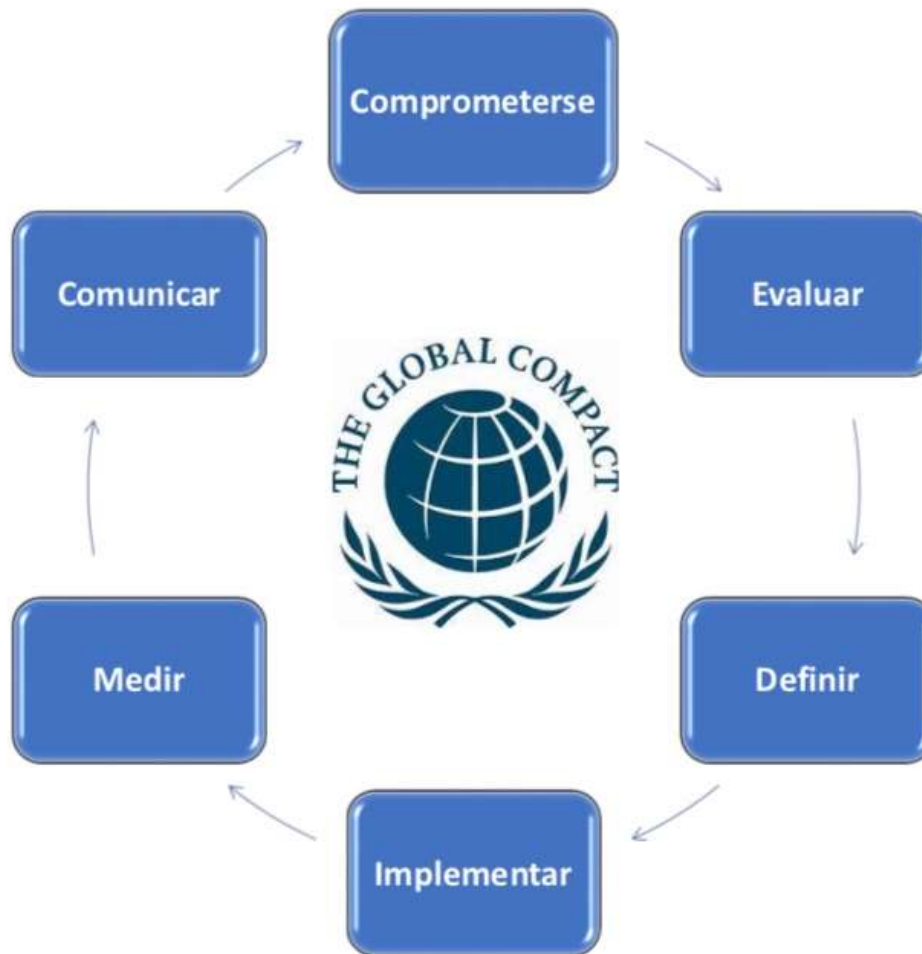 Comprometerse
Evaluar
Definir
Implementar
Medir
Comunicar
THE GLOBAL COMPACT